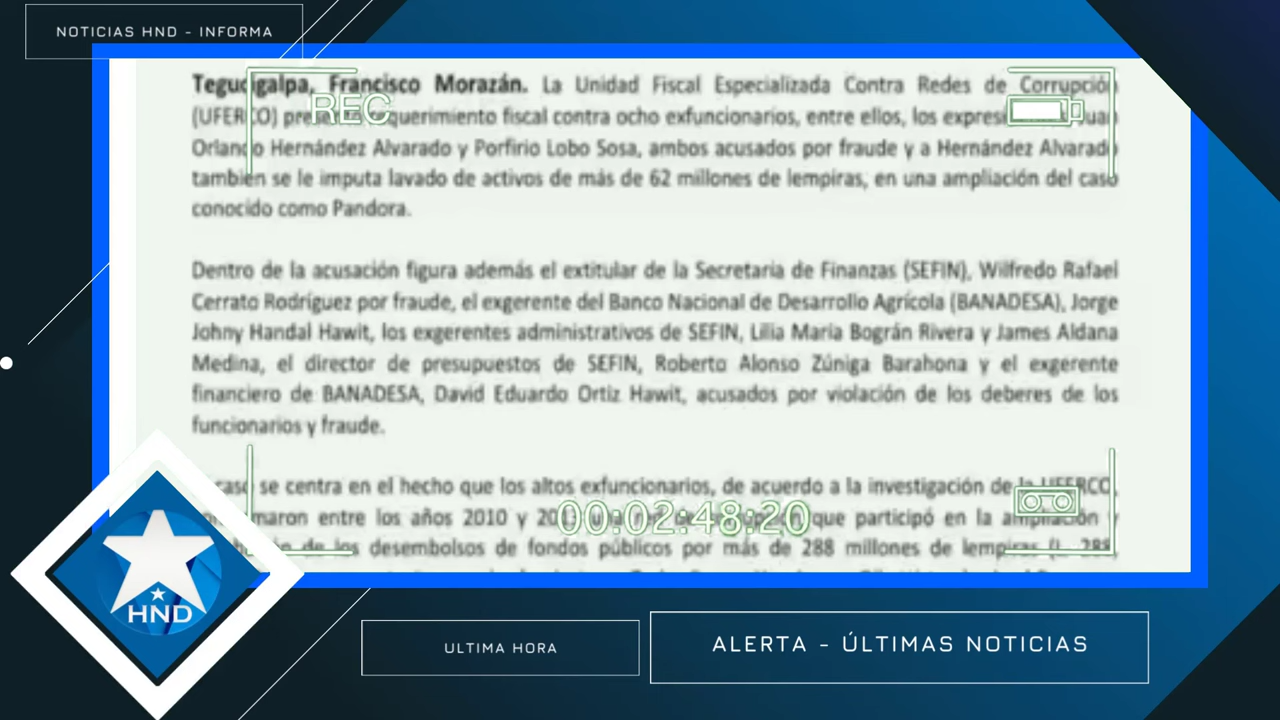 NOTICIAS HND - INFORMA
REC
Tegucigalpa, Francisco Morazán. La Unidad Fiscal Especializada Contra Redes de Corrupción
(UFERCO) requerimiento fiscal contra ocho exfuncionarios, entre ellos, los Juan
Orlando Hernández Alvarado y Porfirio Lobo Sosa, ambos acusados por fraude y a Hernández Alvarado
también se le imputa lavado de activos de más de 62 millones de lempiras, en una ampliación del caso
conocido como Pandora.
Dentro de la acusación figura además el extitular de la Secretaria de Finanzas (SEFIN), Wilfredo Rafael
Cerrato Rodríguez por fraude, el exgerente del Banco Nacional de Desarrollo Agrícola (BANADESA), Jorge
Johny Handal Hawit, los exgerentes administrativos de SEFIN, Lilia María Bográn Rivera y James Aldana
Medina, el director de presupuestos de SEFIN, Roberto Alonso Zúniga Barahona y el exgerente
financiero de BANADESA, David Eduardo Ortiz Hawit, acusados por violación de los deberes de los
funcionarios y fraude.
caso se centra en el hecho que los altos exfuncionarios, de acuerdo a la investigación de la UFERCO,
entre los años 2010 y que participó en la ampliación y
de los desembolsos de fondos públicos por más de 288 millones de lempiras (L. 288,
00:02:48:20
HND
ULTIMA HORA
ALERTA - ÚLTIMAS NOTICIAS